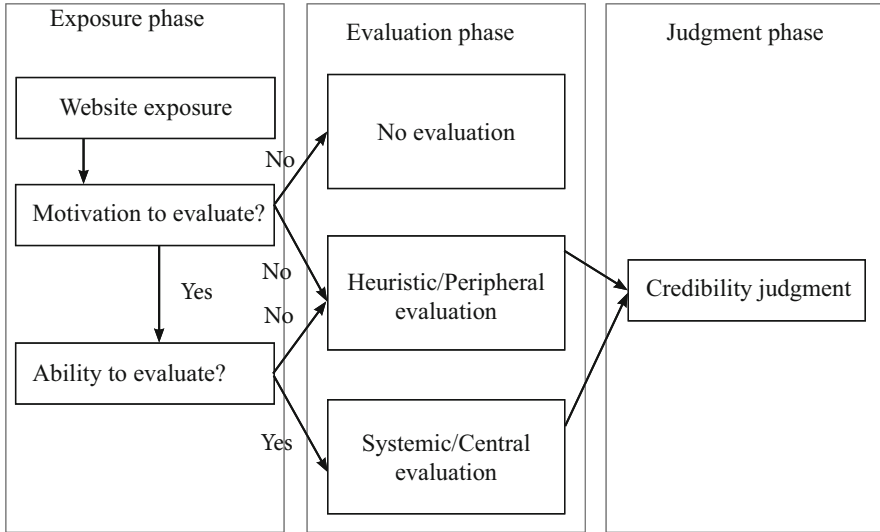 Exposure phase
Website exposure
Motivation to evaluate?
Yes
Ability to evaluate?
No
No
No
Yes
Evaluation phase
No evaluation
Heuristic/Peripheral
evaluation
Systemic/Central
evaluation
Judgment phase
Credibility judgment